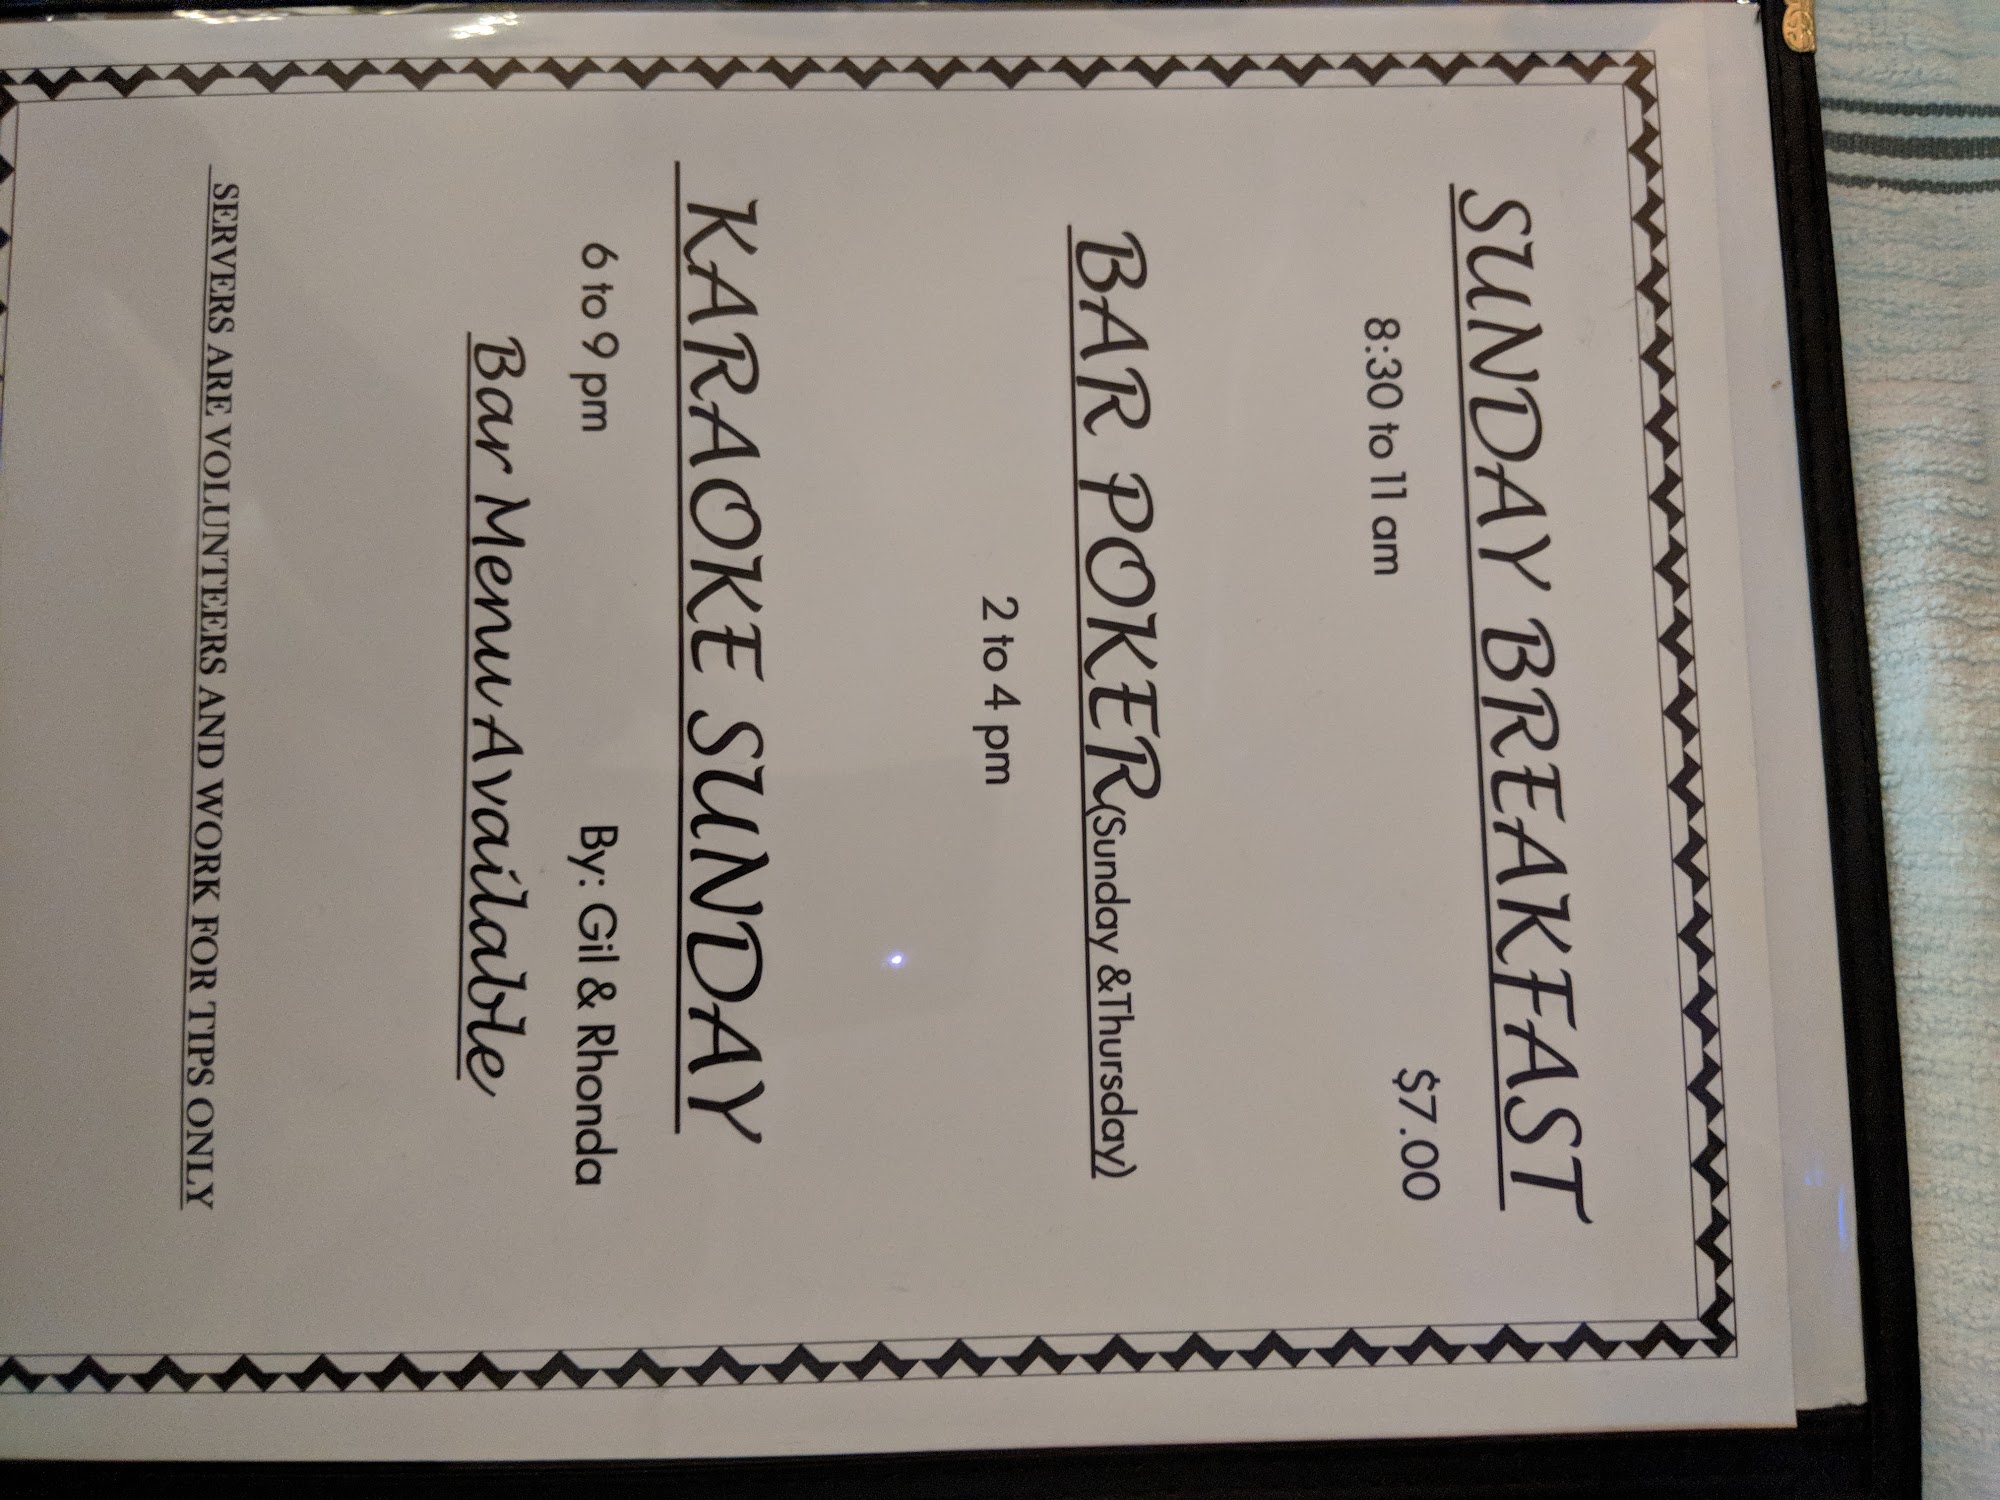 SUNDAY BREAKFAST
8:30 to 11 am $7.00
BAR POKER(Sunday &Thursday)
2 to 4 pm
KARAOKE SUNDAY
6 to 9 pm By: Gil & Rhonda
Bar Menu Available
SERVERS ARE VOLUNTEERS AND WORK FOR TIPS ONLY